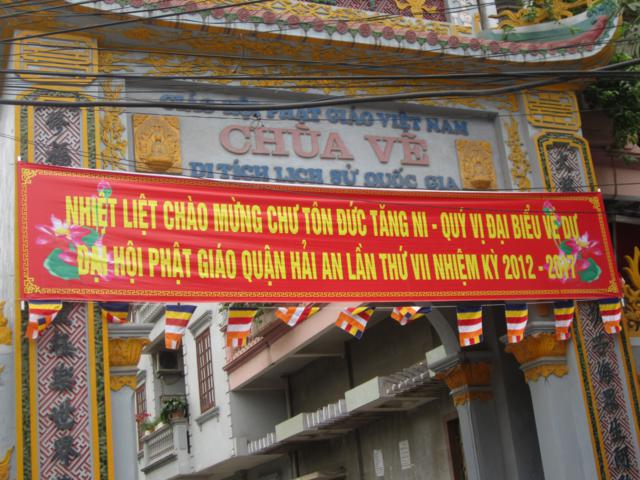 GIÁO HỘI PHẬT GIÁO VIỆT NAM
CHÙA VẼ
DI TÍCH LỊCH SỬ QUỐC GIA
NHIỆT LIỆT CHÀO MỪNG CHƯ TÔN ĐỨC TĂNG NI - QUÝ VỊ ĐẠI BIỂU VỀ DỰ
ĐẠI HỘI PHẬT GIÁO QUẬN HẢI AN LẦN THỨ VII NHIỆM KỲ 2012 - 2017